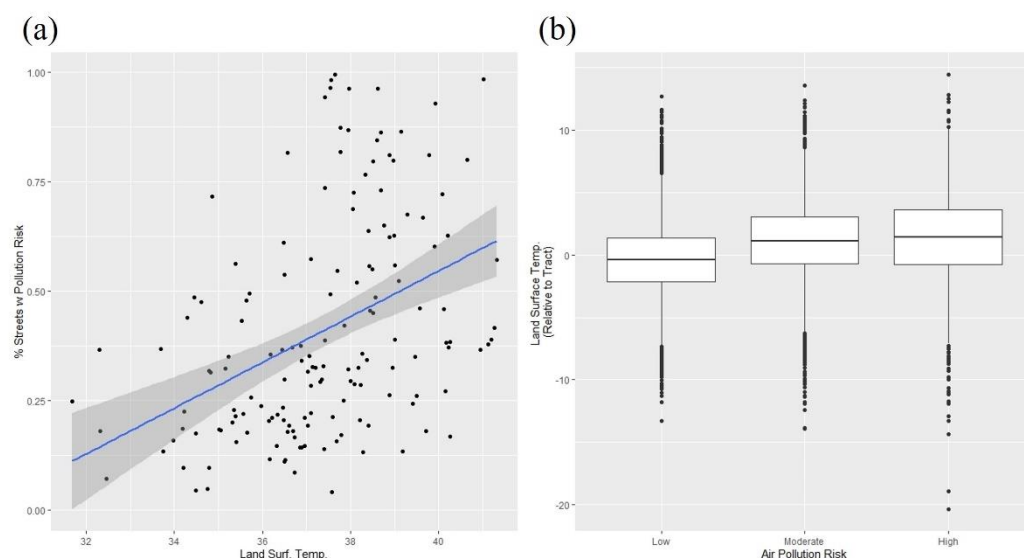 (a)
% Streets w Pollution Risk
1.00
0.75
0.50
0.25
0.00
32
34
36
38
40
Land Surf. Temp.
(b)
Land Surface Temp.
(Relative to Tract)
10
0
-10
-20
Low
Moderate
High
Air Pollution Risk